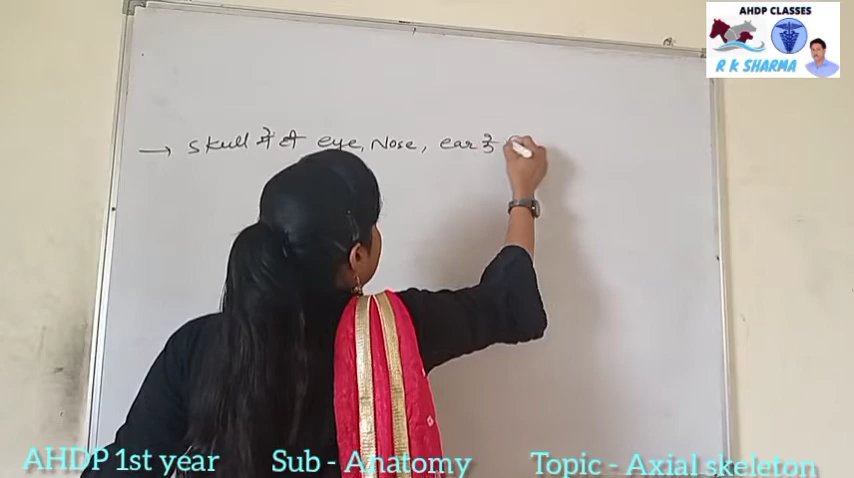 AHDP CLASSES
R K SHARMA
→ Skull में ही eye, Nose, ear के
AHDP 1st year Sub - Anatomy Topic - Axial skeleton